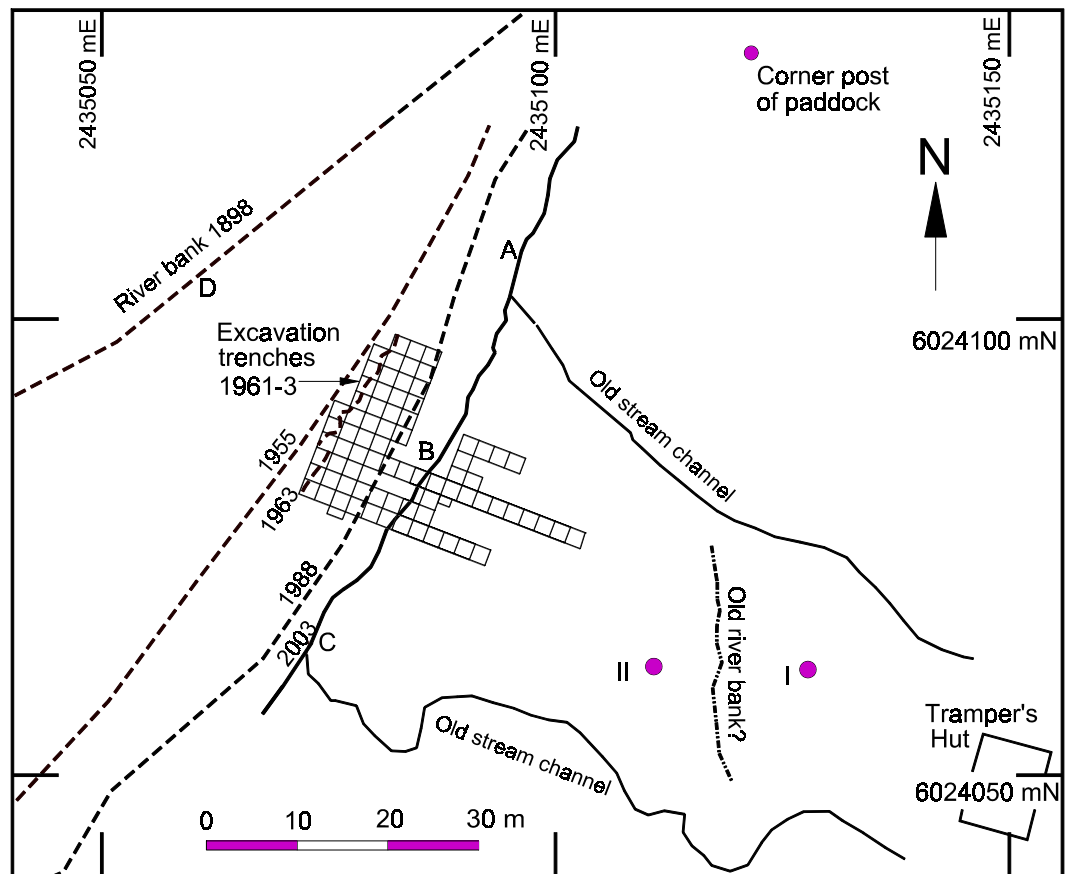 2435050 mE
2435100 mE
2435150 mE
Corner post
of paddock
N
River bank 1898
A
D
Excavation
trenches
1961-3
6024100 mN
Old stream channel
1955
B
1963
1988
2003
C
Old river bank?
II
I
Tramper's
Hut
Old stream channel
6024050 mN
0 10 20 30 m